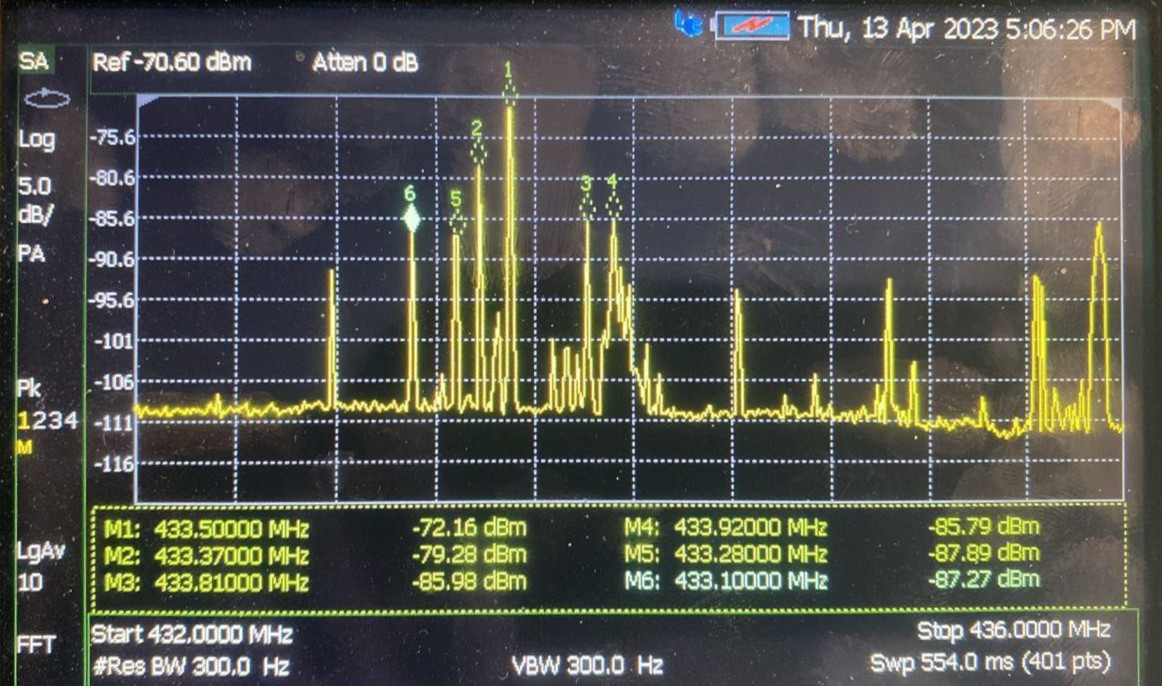 Thu, 13 Apr 2023 5:06:26 PM
SA
Ref -70.60 dBm Atten 0 dB
1
2
Log
-75.6
5.0
dB/
-80.6
6 5 3 4
-85.6
PA
-90.6
-95.6
-101
Pk
-106
1234
-111
M
-116
M1: 433.50000 MHz -72.16 dBm M4: 433.92000 MHz -85.79 dBm
M2: 433.37000 MHz -79.28 dBm M5: 433.28000 MHz -87.89 dBm
M3: 433.81000 MHz -85.98 dBm M6: 433.10000 MHz -87.27 dBm
LgAv
10
FFT
Start 432.0000 MHz Stop 436.0000 MHz
#Res BW 300.0 Hz VBW 300.0 Hz Swp 554.0 ms (401 pts)